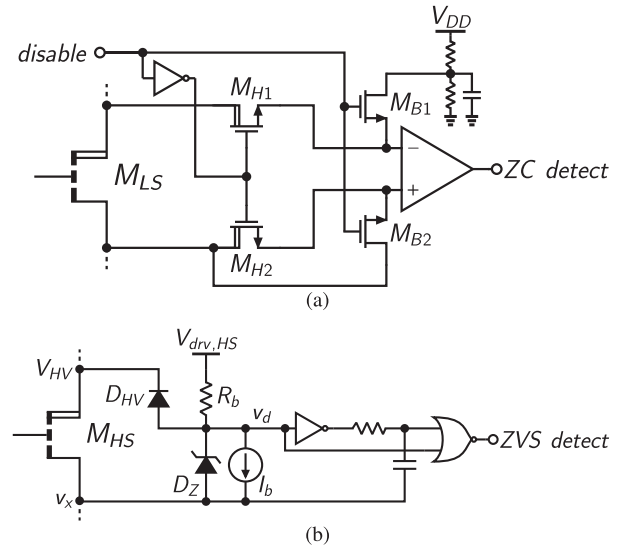 V_DD
disable
M_H1
M_B1
M_LS
−
+
ZC detect
M_B2
M_H2
(a)
V_drv,HS
V_HV
D_HV
R_b
v_d
M_HS
ZVS detect
D_Z
I_b
v_x
(b)